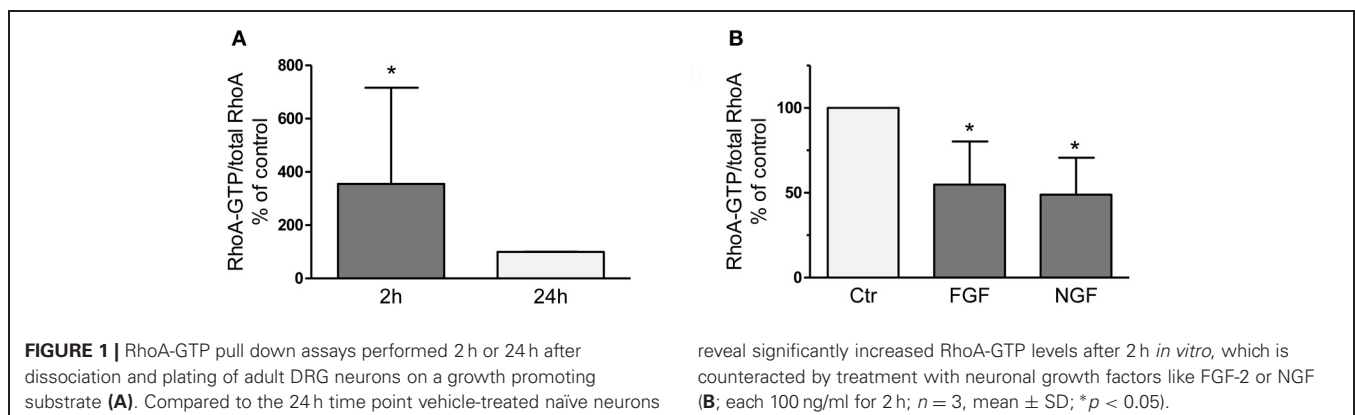 A
RhoA-GTP/total RhoA
% of control
800
600
400
200
0
*
2h
24h
B
RhoA-GTP/total RhoA
% of control
100
50
0
*
*
Ctr
FGF
NGF
FIGURE 1 | RhoA-GTP pull down assays performed 2 h or 24 h after
dissociation and plating of adult DRG neurons on a growth promoting
substrate (A). Compared to the 24 h time point vehicle-treated naïve neurons
reveal significantly increased RhoA-GTP levels after 2 h in vitro, which is
counteracted by treatment with neuronal growth factors like FGF-2 or NGF
(B; each 100 ng/ml for 2 h; n = 3, mean ± SD; *p < 0.05).